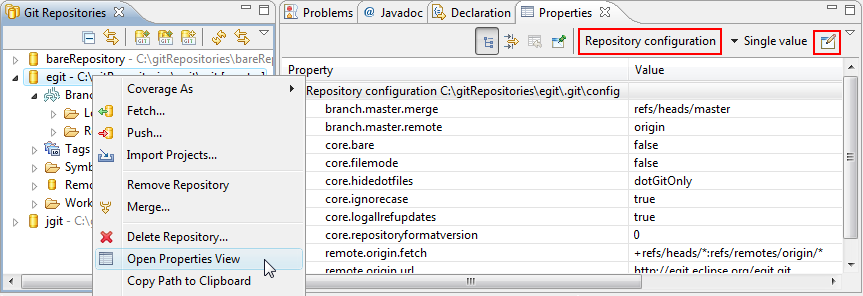 Git Repositories
bareRepository - C:\gitRepositories\bareRep
egit - C:\gitRepositories\egit\.git [master]
Bran
Lo
R
Tags
Symb
Remo
Work
jgit - C:\g
Coverage As
Fetch...
Push...
Import Projects...
Remove Repository
Merge...
Delete Repository...
Open Properties View
Copy Path to Clipboard
Problems @ Javadoc Declaration Properties
Repository configuration Single value
Property Value
Repository configuration C:\gitRepositories\egit\.git\config
branch.master.merge refs/heads/master
branch.master.remote origin
core.bare false
core.filemode false
core.hidedotfiles dotGitOnly
core.ignorecase true
core.logallrefupdates true
core.repositoryformatversion 0
remote.origin.fetch +refs/heads/*:refs/remotes/origin/*
remote.origin.url http://egit.eclipse.org/egit.git